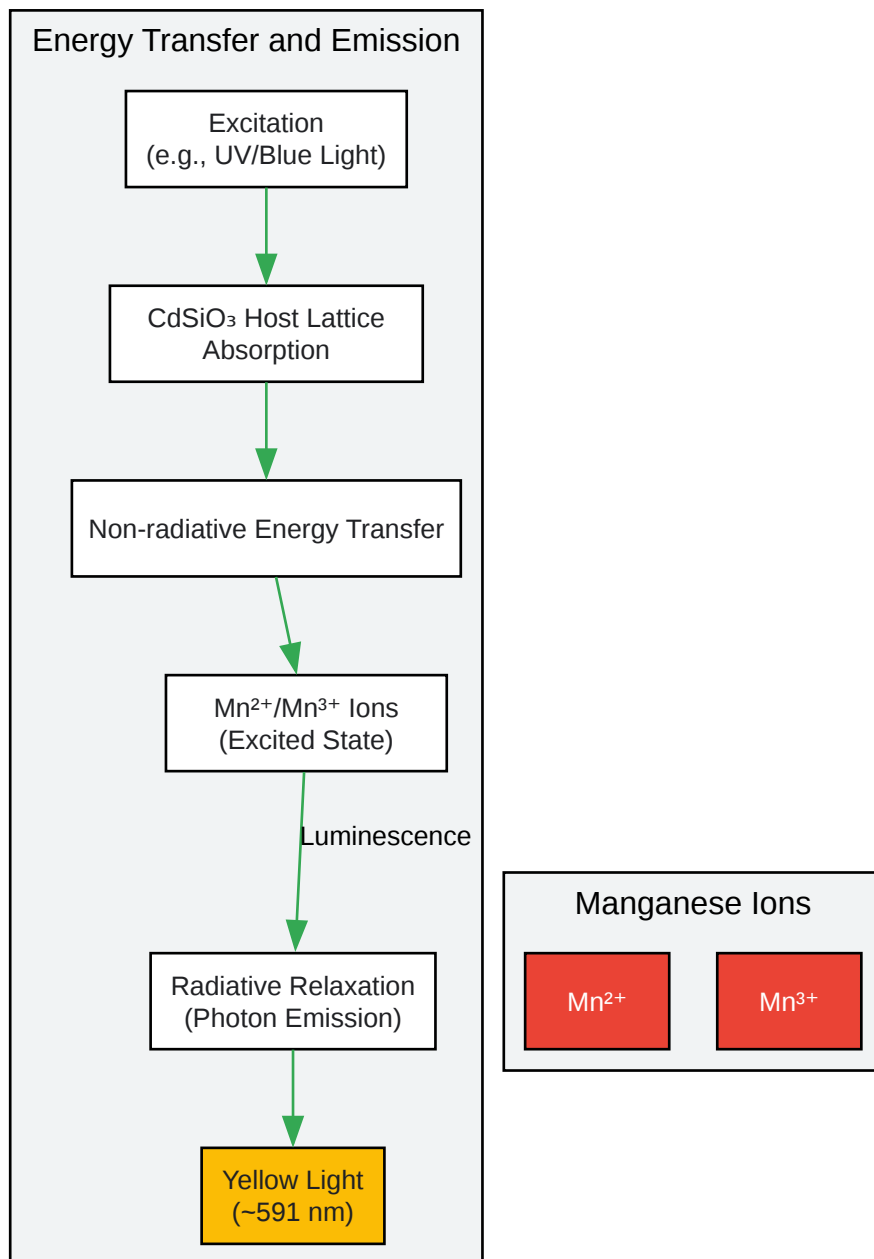 Energy Transfer and Emission
Excitation
(e.g., UV/Blue Light)
CdSiO₃ Host Lattice
Absorption
Non-radiative Energy Transfer
Mn²⁺/Mn³⁺ Ions
(Excited State)
Luminescence
Radiative Relaxation
(Photon Emission)
Yellow Light
(~591 nm)
Manganese Ions
Mn²⁺
Mn³⁺